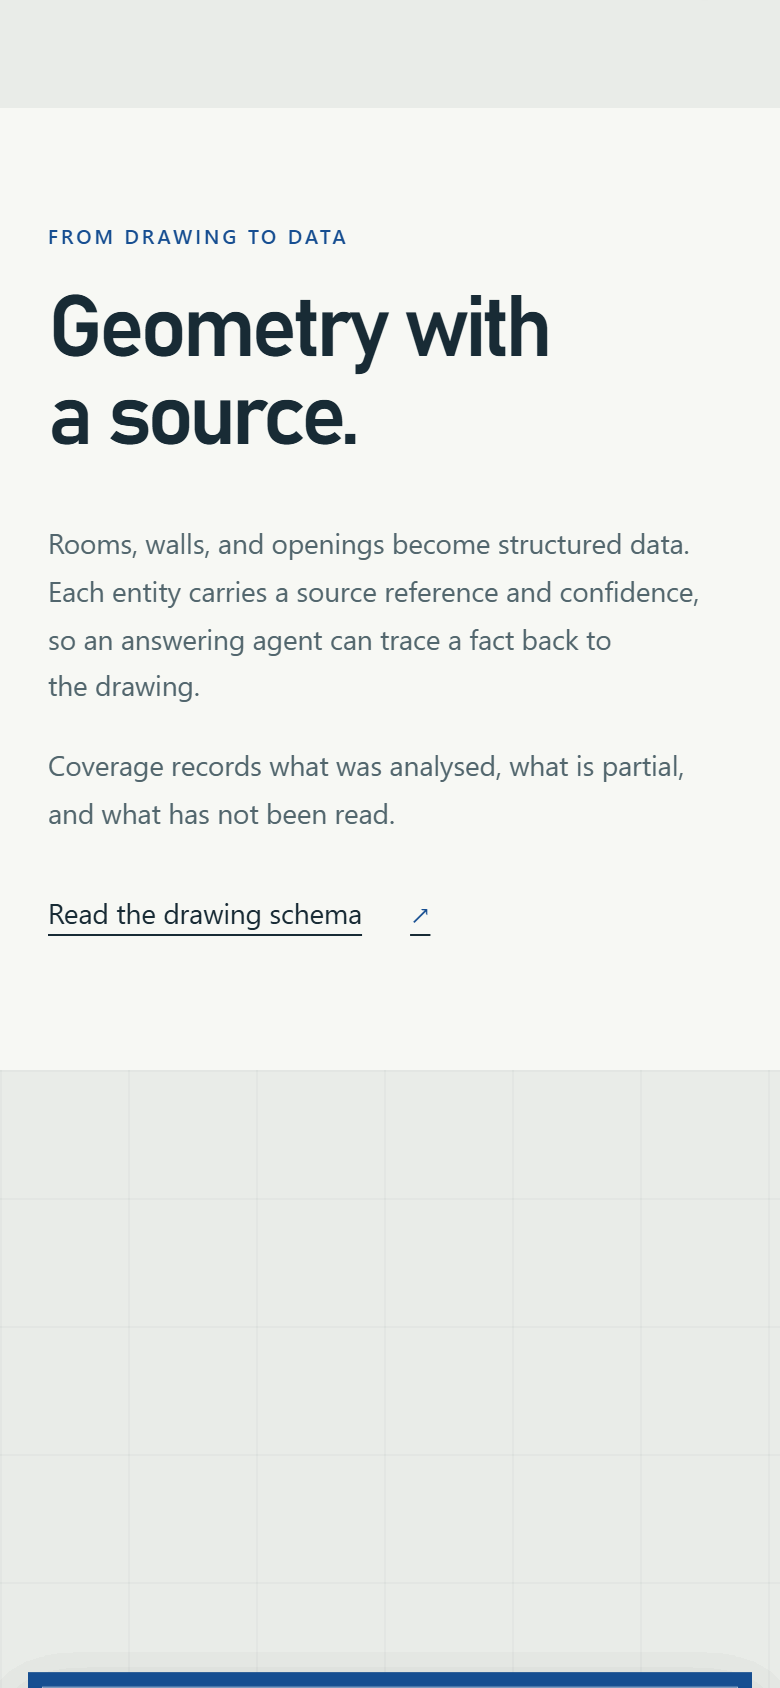 FROM DRAWING TO DATA
Geometry with
a source.
Rooms, walls, and openings become structured data.
Each entity carries a source reference and confidence,
so an answering agent can trace a fact back to
the drawing.
Coverage records what was analysed, what is partial,
and what has not been read.
Read the drawing schema ↗